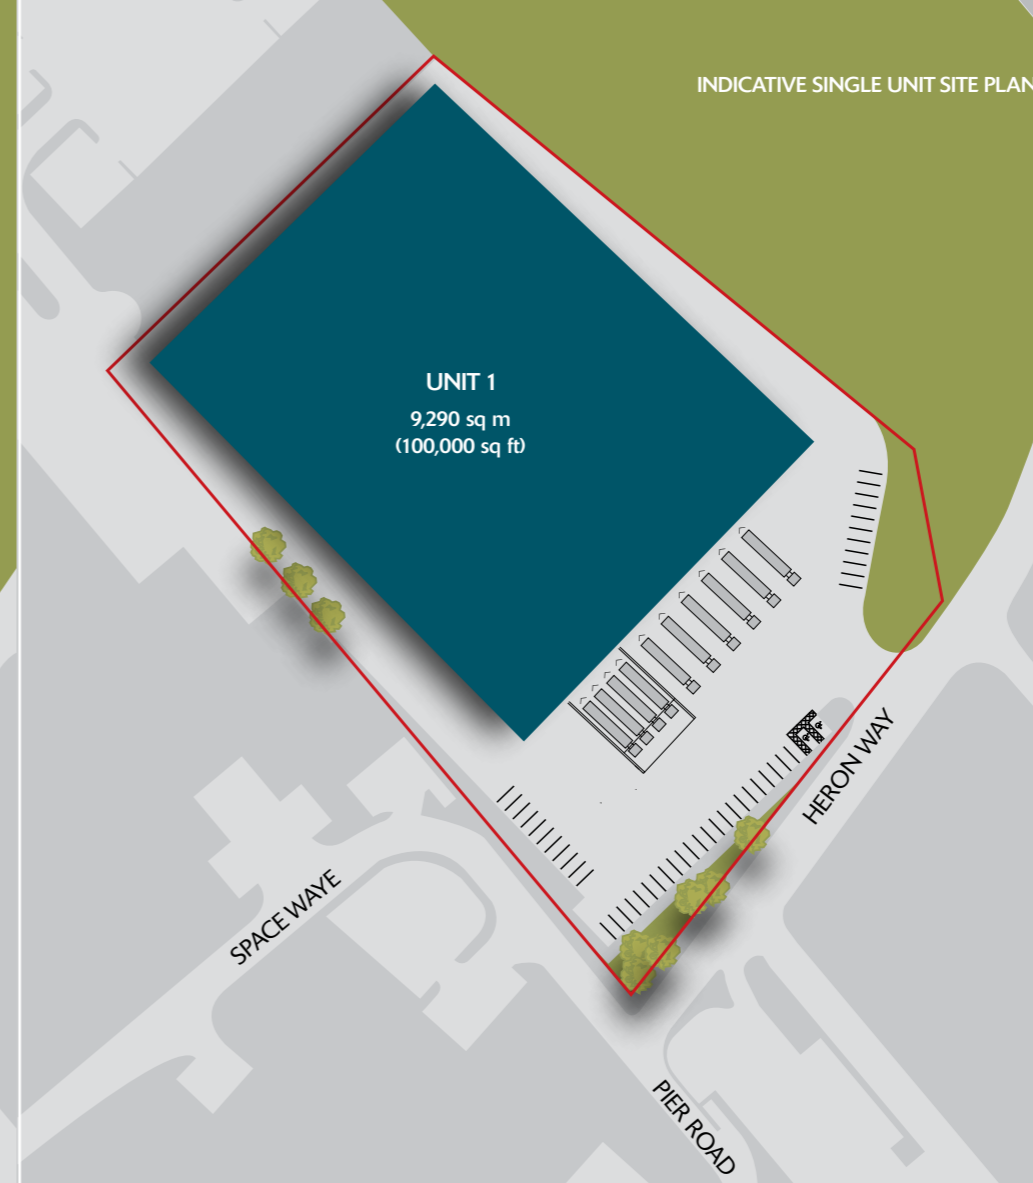 INDICATIVE SINGLE UNIT SITE PLAN
UNIT 1
9,290 sq m
(100,000 sq ft)
HERON WAY
SPACE WAYE
PIER ROAD